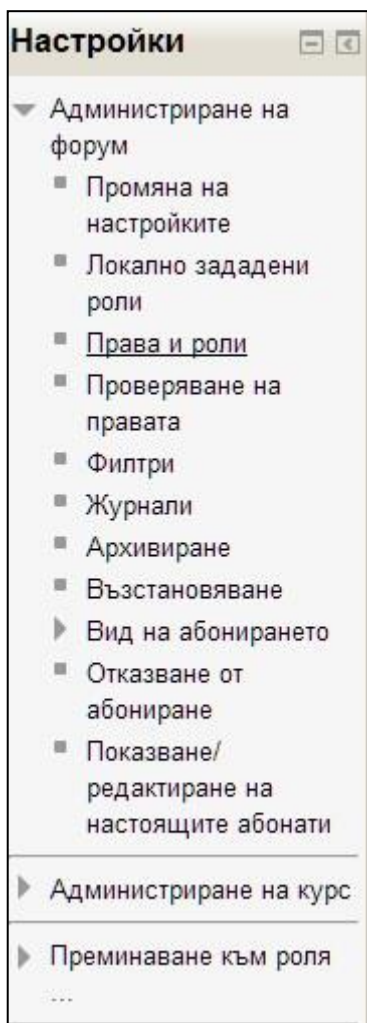 Настройки
Администриране на
форум
Промяна на
настройките
Локално зададени
роли
Права и роли
Проверяване на
правата
Филтри
Журнали
Архивиране
Възстановяване
Вид на абонирането
Отказване от
абониране
Показване/
редактиране на
настоящите абонати
Администриране на курс
Преминаване към роля
...